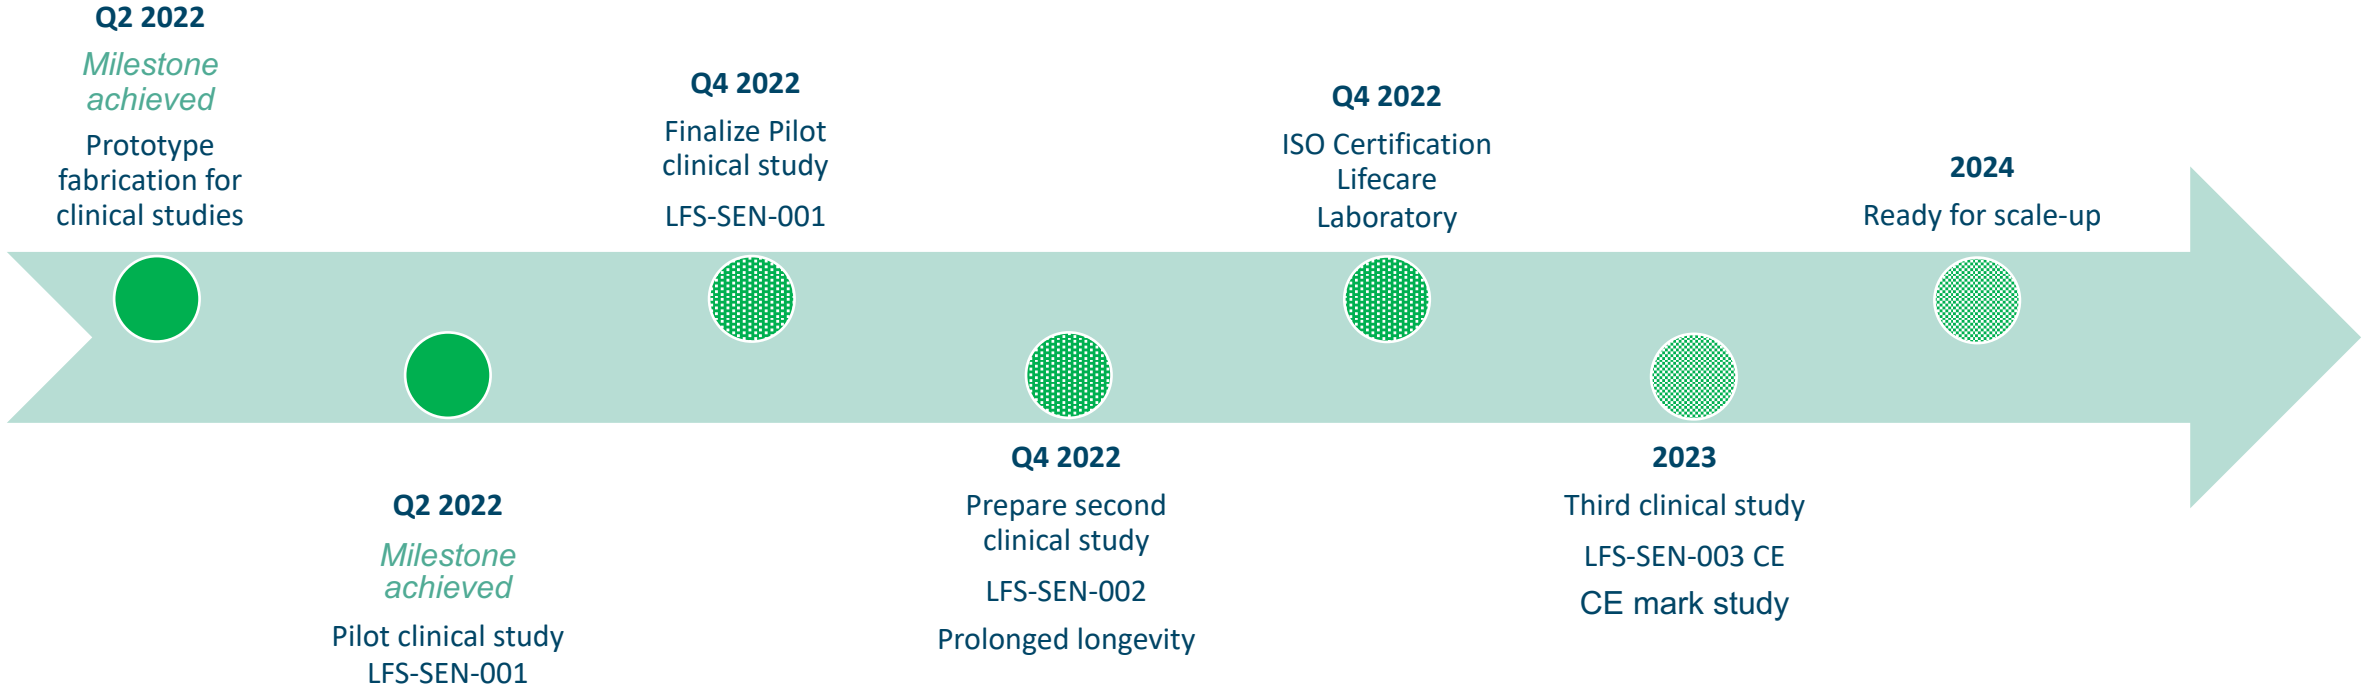 Q2 2022
Milestone
achieved
Prototype
fabrication for
clinical studies
Q2 2022
Milestone
achieved
Pilot clinical study
LFS-SEN-001
Q4 2022
Finalize Pilot
clinical study
LFS-SEN-001
Q4 2022
Prepare second
clinical study
LFS-SEN-002
Prolonged longevity
Q4 2022
ISO Certification
Lifecare
Laboratory
2023
Third clinical study
LFS-SEN-003 CE
CE mark study
2024
Ready for scale-up